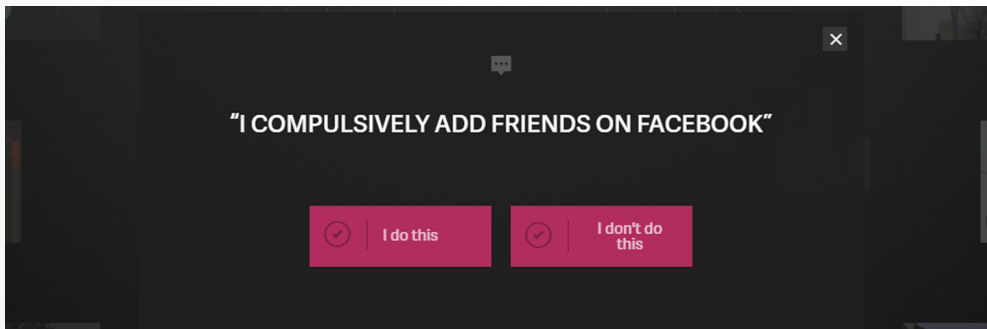 “I COMPULSIVELY ADD FRIENDS ON FACEBOOK”
I do this
I don't do
this